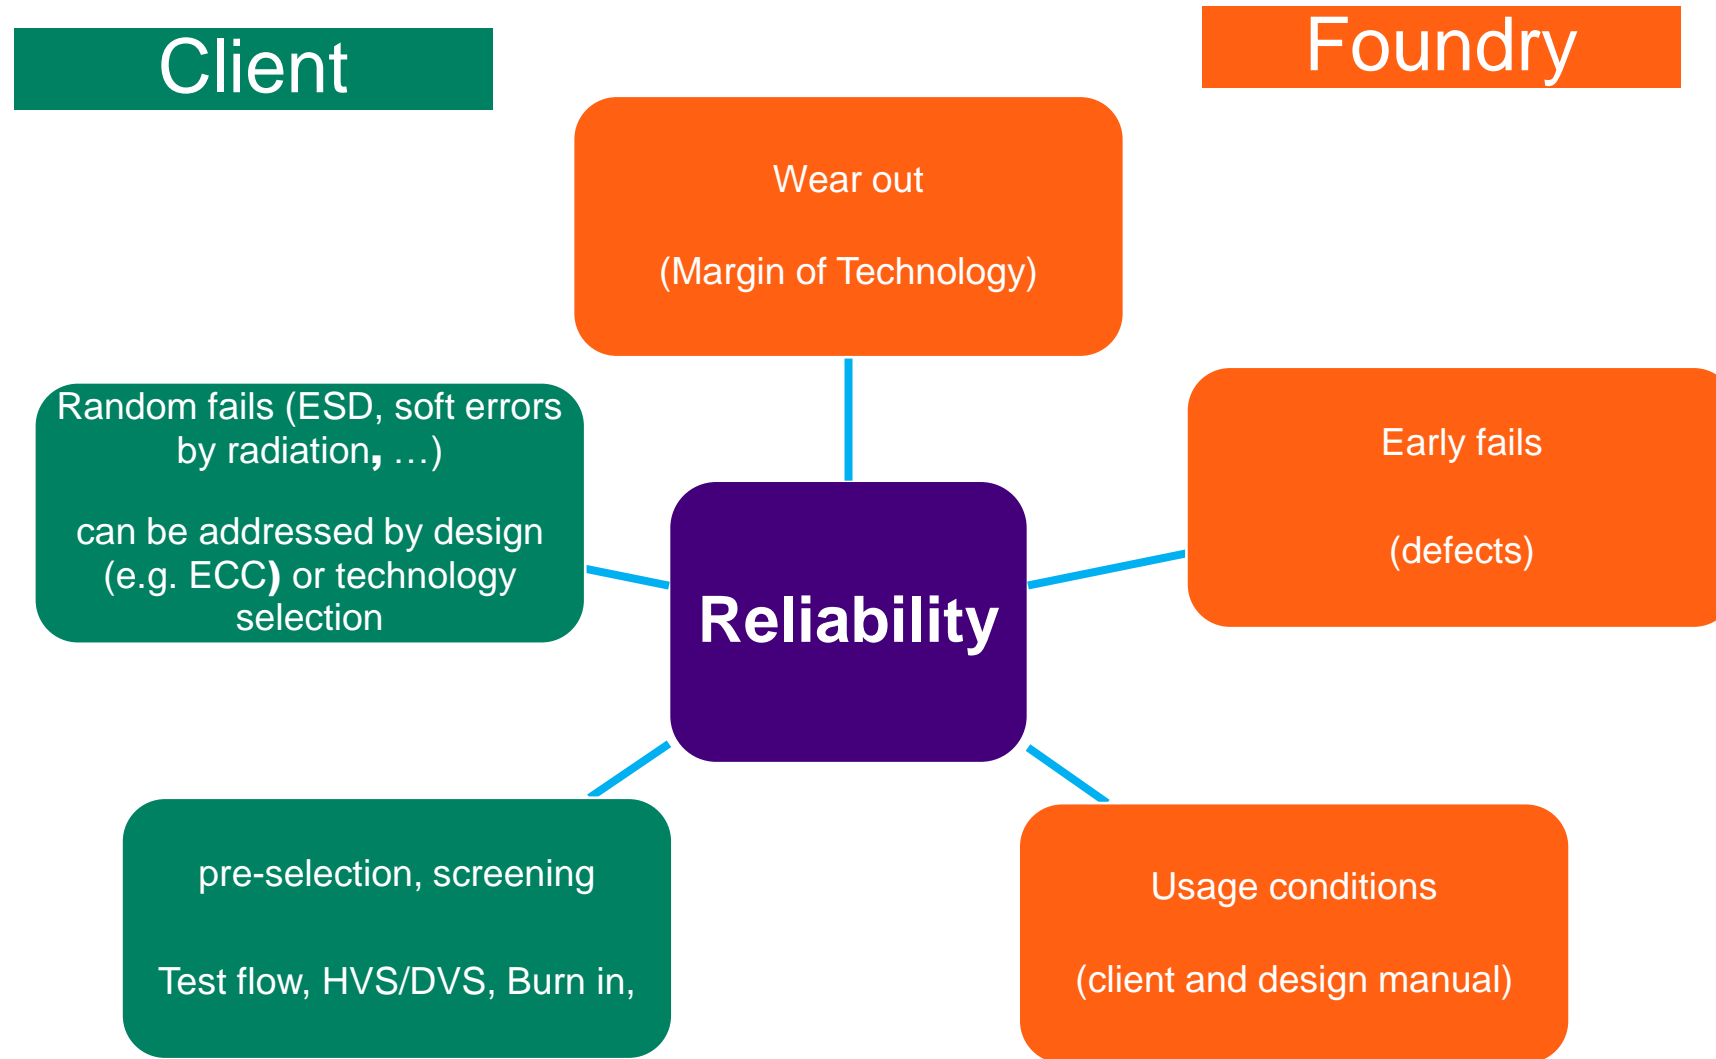 Client
Foundry
Wear out
(Margin of Technology)
Random fails (ESD, soft errors
by radiation, …)
can be addressed by design
(e.g. ECC) or technology
selection
Early fails
(defects)
Reliability
pre-selection, screening
Test flow, HVS/DVS, Burn in,
Usage conditions
(client and design manual)